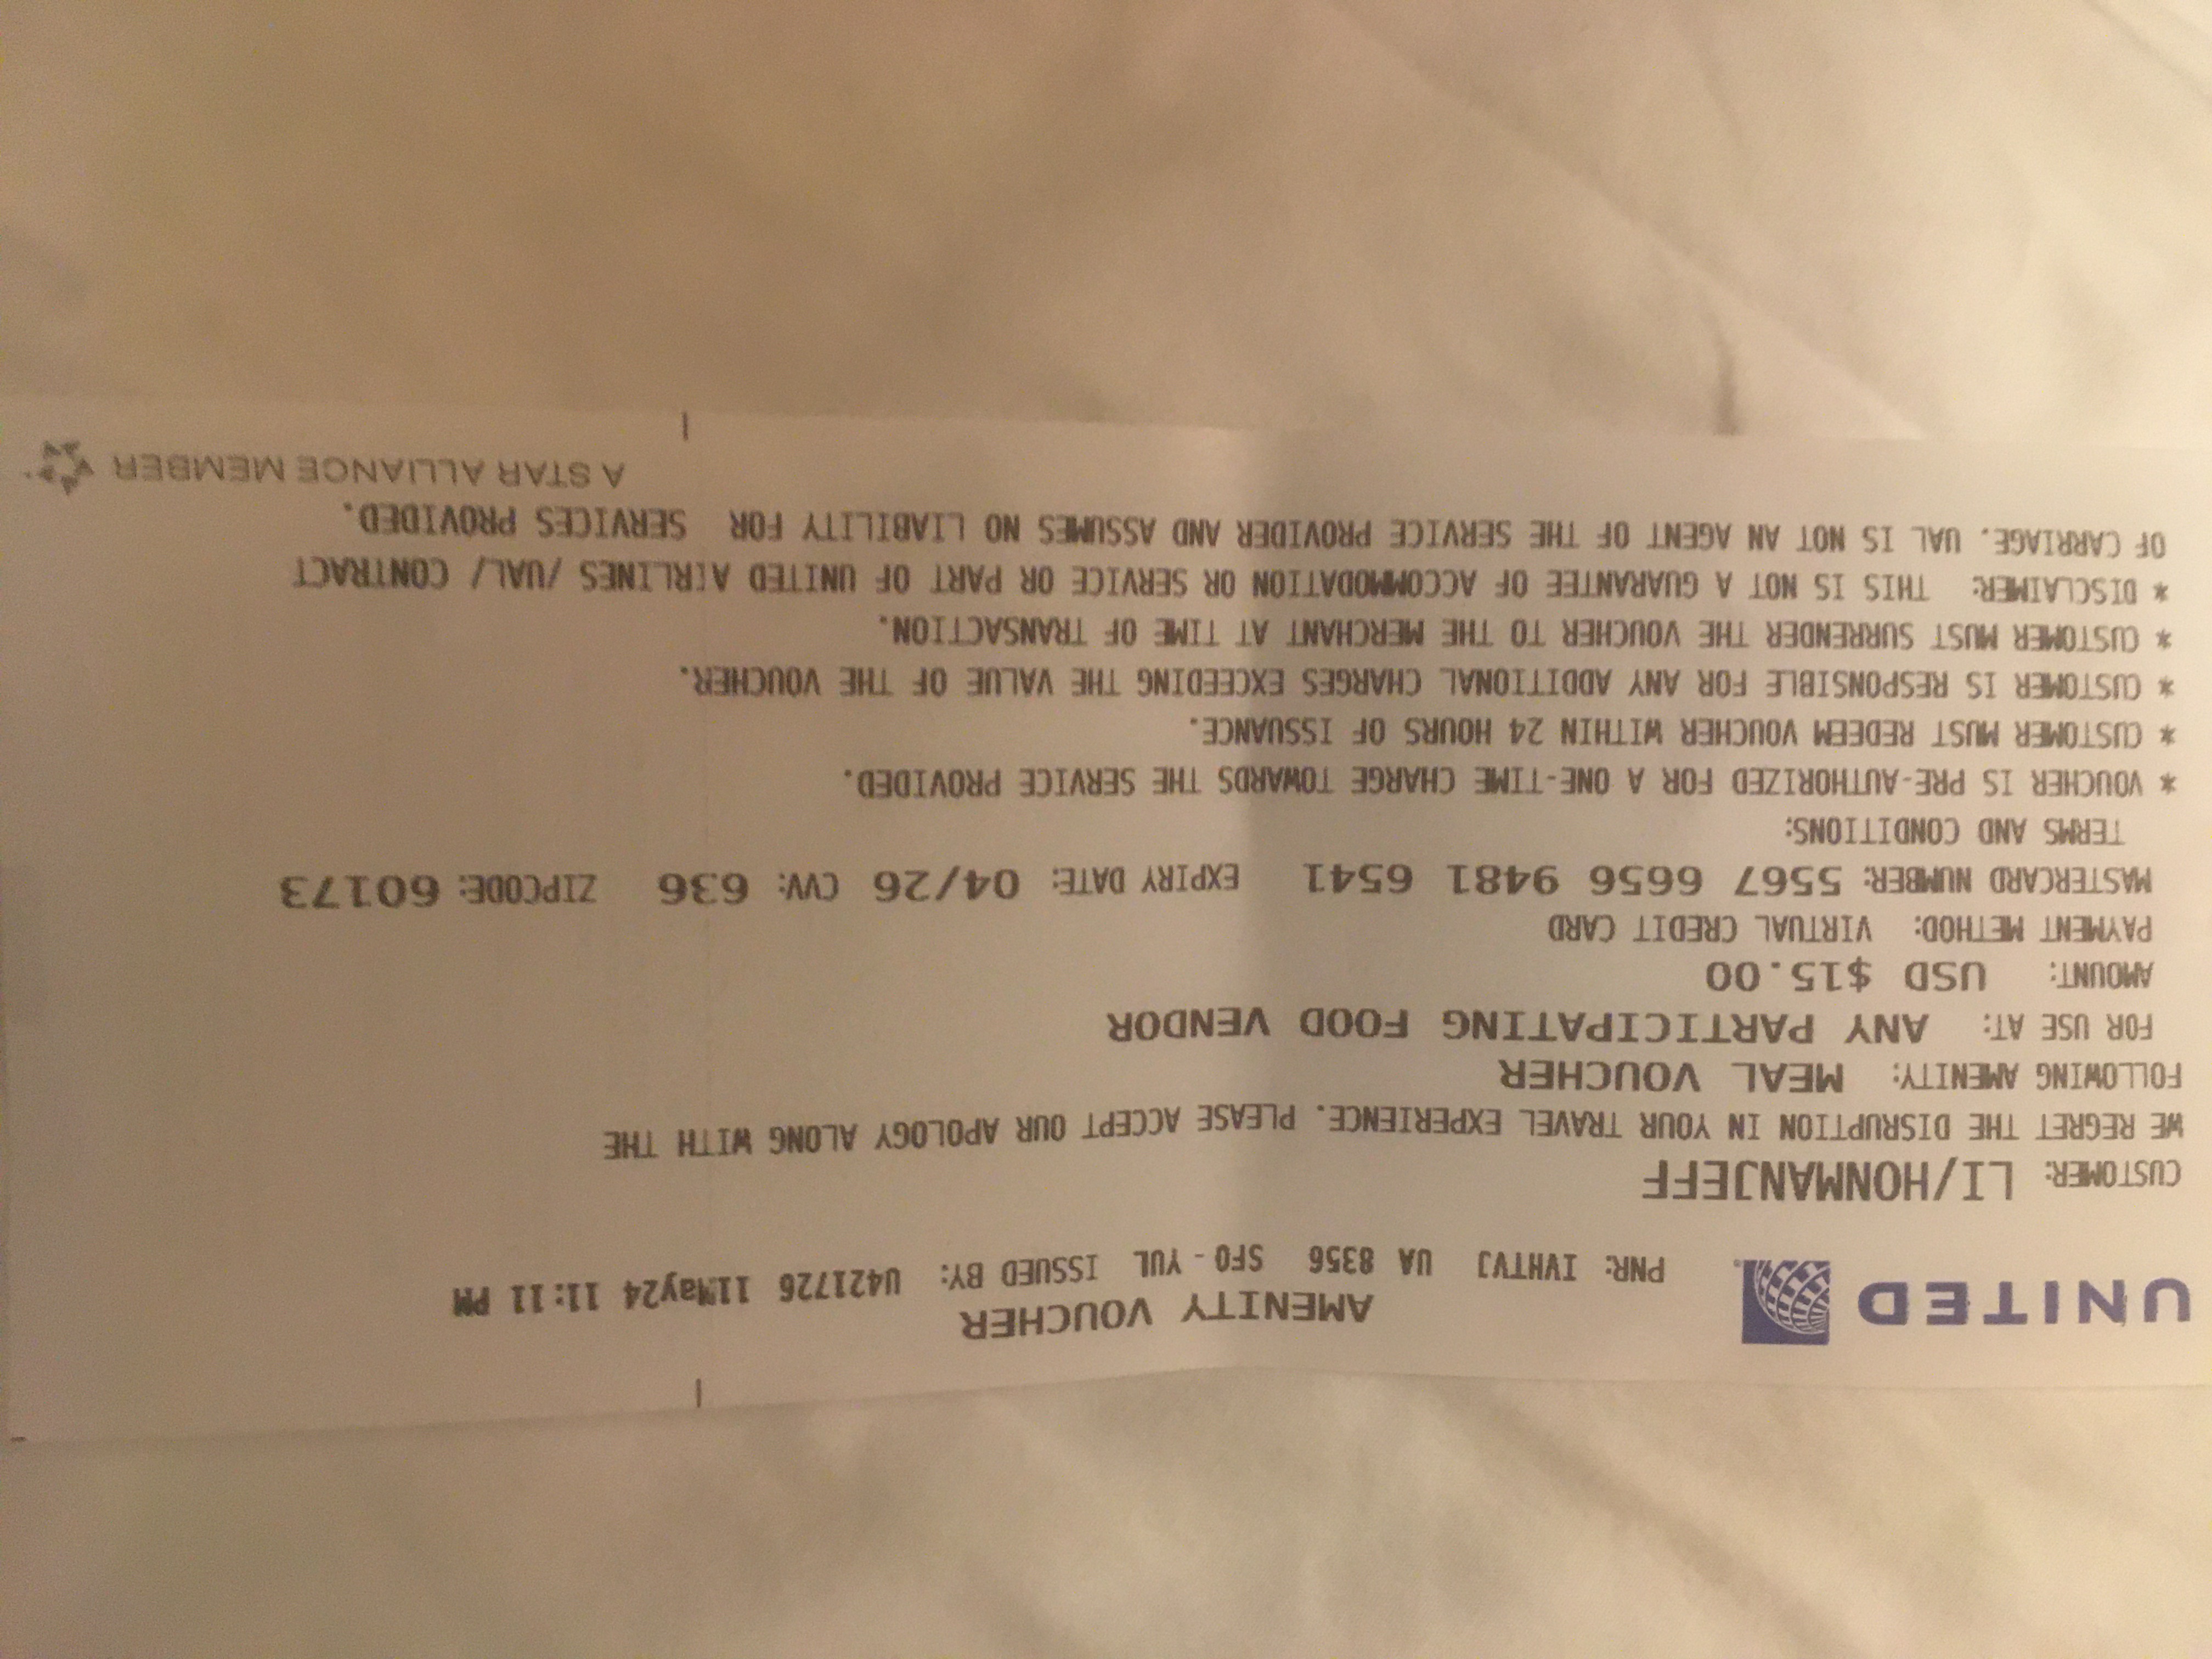 UNITED
AMENITY VOUCHER
PNR: IVHTVJ UA 8356 SFO - YUL ISSUED BY: U421726 11May24 11:11 PM
CUSTOMER: LI/HONMANJEFF
WE REGRET THE DISRUPTION IN YOUR TRAVEL EXPERIENCE. PLEASE ACCEPT OUR APOLOGY ALONG WITH THE
FOLLOWING AMENITY: MEAL VOUCHER
FOR USE AT: ANY PARTICIPATING FOOD VENDOR
AMOUNT: USD $15.00
PAYMENT METHOD: VIRTUAL CREDIT CARD
MASTERCARD NUMBER: 5567 6656 9481 6541 EXPIRY DATE: 04/26 CVV: 636 ZIPCODE: 60173
TERMS AND CONDITIONS:
* VOUCHER IS PRE-AUTHORIZED FOR A ONE-TIME CHARGE TOWARDS THE SERVICE PROVIDED.
* CUSTOMER MUST REDEEM VOUCHER WITHIN 24 HOURS OF ISSUANCE.
* CUSTOMER IS RESPONSIBLE FOR ANY ADDITIONAL CHARGES EXCEEDING THE VALUE OF THE VOUCHER.
* CUSTOMER MUST SURRENDER THE VOUCHER TO THE MERCHANT AT TIME OF TRANSACTION.
* DISCLAIMER: THIS IS NOT A GUARANTEE OF ACCOMMODATION OR SERVICE OR PART OF UNITED AIRLINES /UAL/ CONTRACT
OF CARRIAGE. UAL IS NOT AN AGENT OF THE SERVICE PROVIDER AND ASSUMES NO LIABILITY FOR SERVICES PROVIDED.
A STAR ALLIANCE MEMBER